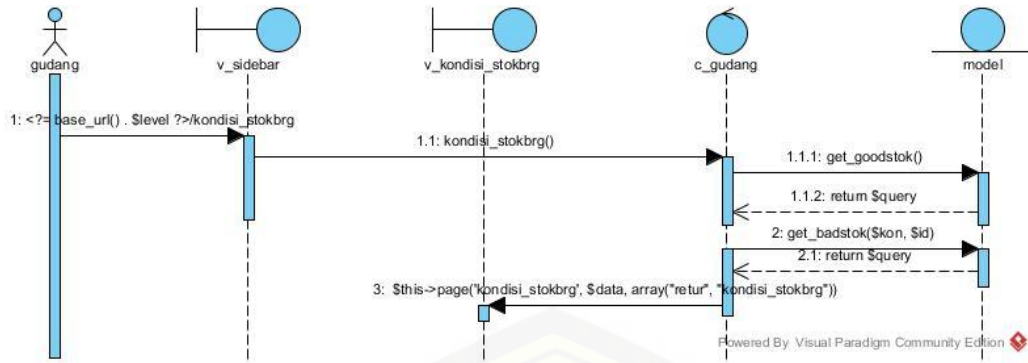 gudang
v_sidebar
v_kondisi_stokbrg
c_gudang
model
1: <?= base_url() . $level ?>/kondisi_stokbrg
1.1: kondisi_stokbrg()
1.1.1: get_goodstok()
1.1.2: return $query
2: get_badstok($kon, $id)
2.1: return $query
3: $this->page('kondisi_stokbrg', $data, array("retur", "kondisi_stokbrg"))
Powered By Visual Paradigm Community Edition